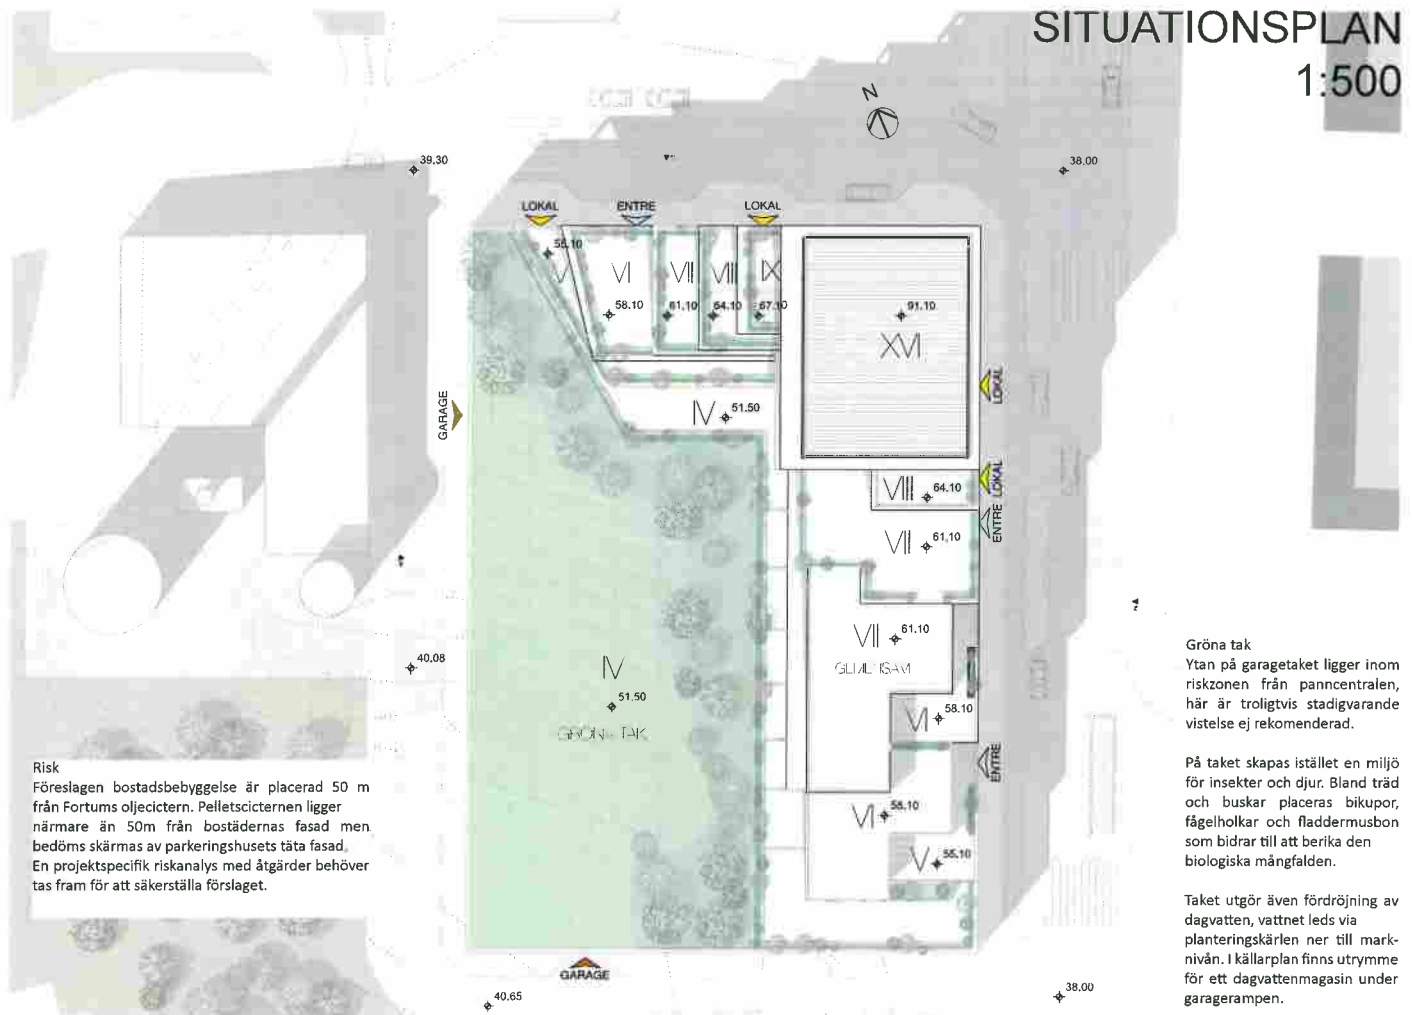 SITUATIONSPLAN
1:500
N
39.30
38.00
LOKAL
ENTRE
LOKAL
55.10
V
VI
VII
VIII
IX
58.10
61.10
64.10
67.10
91.10
XVI
LOKAL
GARAGE
IV
51.50
LOKAL
VIII
64.10
ENTRE
VII
61.10
VII
61.10
40.08
IV
51.50
VI
58.10
ENTRE
VI
V
55.10
GARAGE
40.65
38.00
Risk
Föreslagen bostadsbebyggelse är placerad 50 m
från Fortums oljecictern. Pelletscicternen ligger
närmare än 50m från bostädernas fasad men
bedöms skärmas av parkeringshusets täta fasad.
En projektspecifik riskanalys med åtgärder behöver
tas fram för att säkerställa förslaget.
Gröna tak
Ytan på garagetaket ligger inom
riskzonen från panncentralen,
här är troligtvis stadigvarande
vistelse ej rekomenderad.
På taket skapas istället en miljö
för insekter och djur. Bland träd
och buskar placeras bikupor,
fågelholkar och fladdermusbon
som bidrar till att berika den
biologiska mångfalden.
Taket utgör även fördröjning av
dagvatten, vattnet leds via
planteringskärlen ner till mark-
nivån. I källarplan finns utrymme
för ett dagvattenmagasin under
garagerampen.